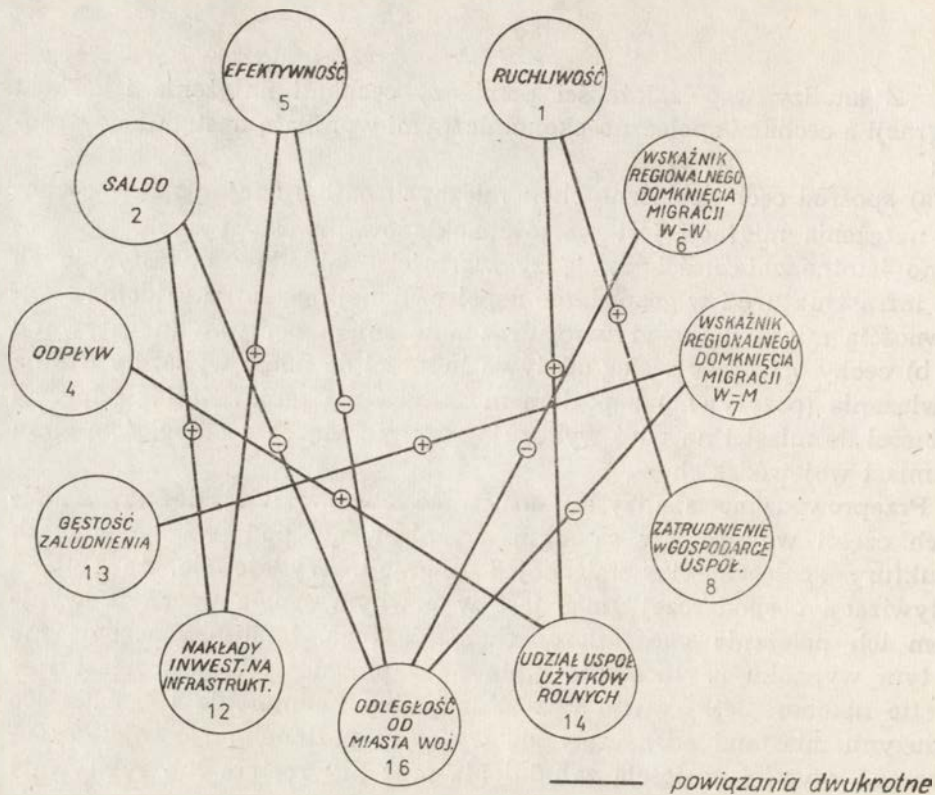 EFEKTYWNOŚĆ
5
RUCHLIWOŚĆ
1
SALDO
2
WSKAŹNIK
REGIONALNEGO
DOMKNIĘCIA
MIGRACJI
W-W
6
ODPŁYW
4
WSKAŹNIK
REGIONALNEGO
DOMKNIĘCIA
MIGRACJI
W-M
7
+
+
+
+
+
+
-
-
-
-
GĘSTOŚĆ
ZALUDNIENIA
13
ZATRUDNIENIE
W GOSPODARCE
USPOŁ.
8
NAKŁADY
INWEST. NA
INFRASTRUKT.
12
ODLEGŁOŚĆ
OD
MIASTA WOJ.
16
UDZIAŁ USPOŁ.
UŻYTKÓW
ROLNYCH
14
powiązania dwukrotne